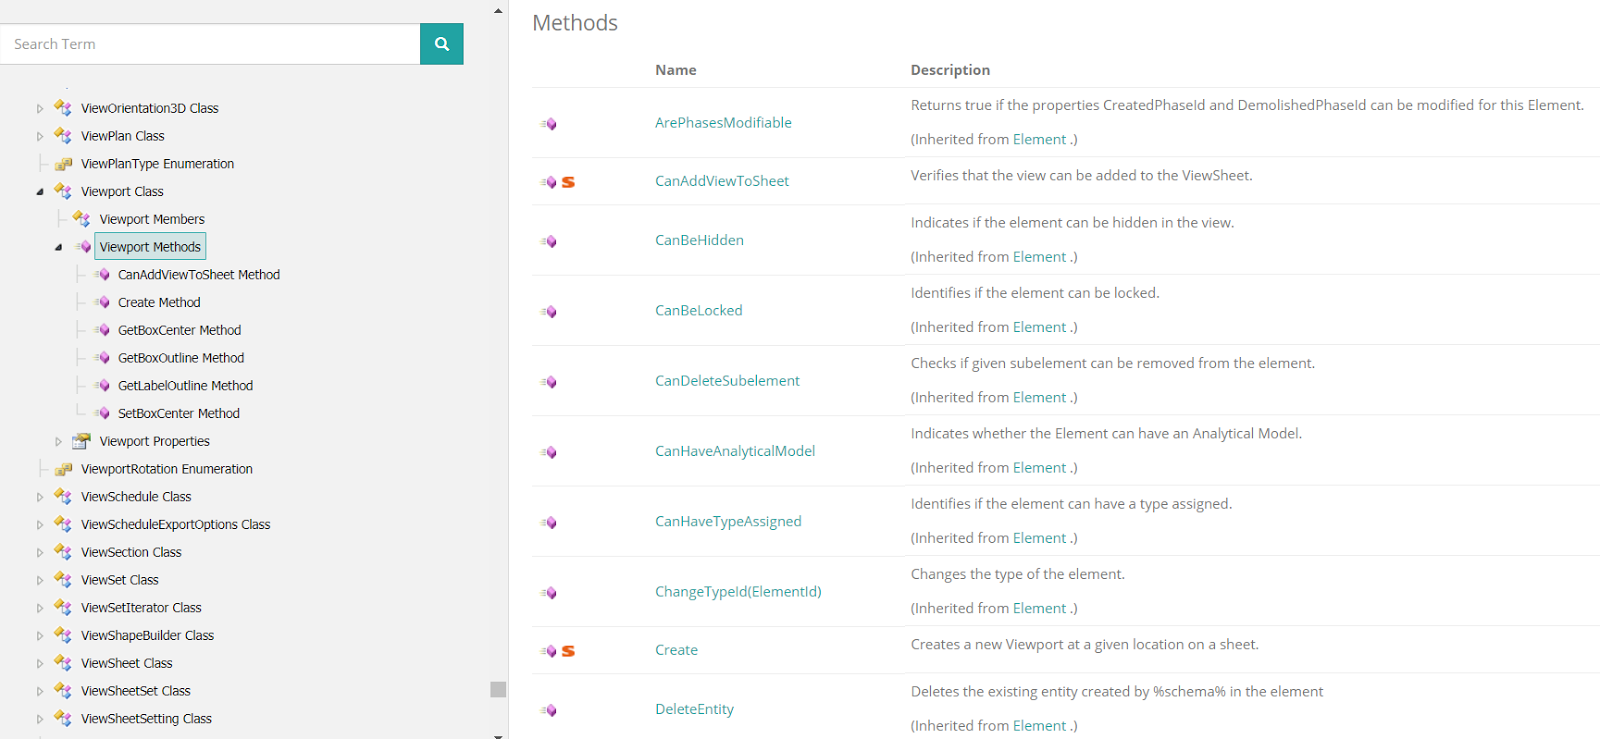 Search Term
ViewOrientation3D Class
ViewPlan Class
ViewPlanType Enumeration
Viewport Class
Viewport Members
Viewport Methods
CanAddViewToSheet Method
Create Method
GetBoxCenter Method
GetBoxOutline Method
GetLabelOutline Method
SetBoxCenter Method
Viewport Properties
ViewportRotation Enumeration
ViewSchedule Class
ViewScheduleExportOptions Class
ViewSection Class
ViewSet Class
ViewSetIterator Class
ViewShapeBuilder Class
ViewSheet Class
ViewSheetSet Class
ViewSheetSetting Class
Methods
Name Description
ArePhasesModifiable Returns true if the properties CreatedPhaseId and DemolishedPhaseId can be modified for this Element.
(Inherited from Element .)
S CanAddViewToSheet Verifies that the view can be added to the ViewSheet.
CanBeHidden Indicates if the element can be hidden in the view.
(Inherited from Element .)
CanBeLocked Identifies if the element can be locked.
(Inherited from Element .)
CanDeleteSubelement Checks if given subelement can be removed from the element.
(Inherited from Element .)
CanHaveAnalyticalModel Indicates whether the Element can have an Analytical Model.
(Inherited from Element .)
CanHaveTypeAssigned Identifies if the element can have a type assigned.
(Inherited from Element .)
ChangeTypeId(ElementId) Changes the type of the element.
(Inherited from Element .)
S Create Creates a new Viewport at a given location on a sheet.
DeleteEntity Deletes the existing entity created by %schema% in the element
(Inherited from Element .)